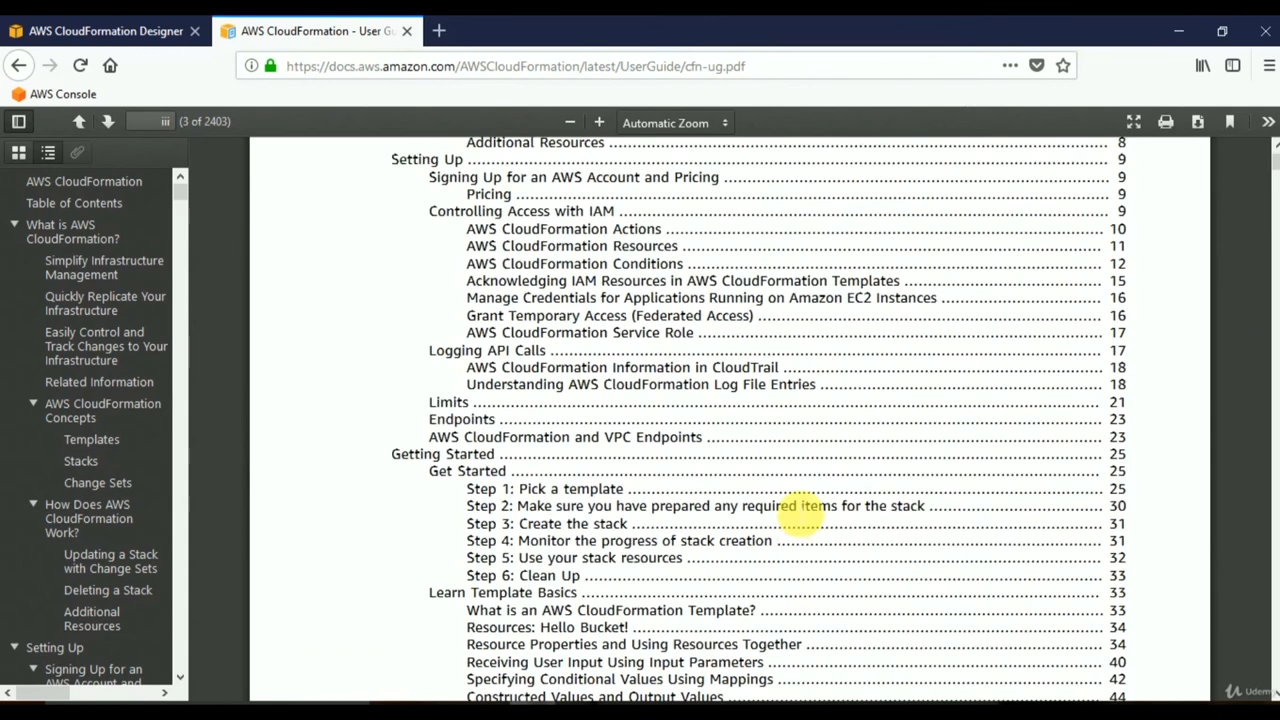 AWS CloudFormation Designer
AWS CloudFormation - User Gu
https://docs.aws.amazon.com/AWSCloudFormation/latest/UserGuide/cfn-ug.pdf
AWS Console
iii (3 of 2403)
Automatic Zoom
AWS CloudFormation
Table of Contents
What is AWS
CloudFormation?
Simplify Infrastructure
Management
Quickly Replicate Your
Infrastructure
Easily Control and
Track Changes to Your
Infrastructure
Related Information
AWS CloudFormation
Concepts
Templates
Stacks
Change Sets
How Does AWS
CloudFormation
Work?
Updating a Stack
with Change Sets
Deleting a Stack
Additional
Resources
Setting Up
Signing Up for an
AWS Account and
Additional Resources 8
Setting Up 9
Signing Up for an AWS Account and Pricing 9
Pricing 9
Controlling Access with IAM 9
AWS CloudFormation Actions 10
AWS CloudFormation Resources 11
AWS CloudFormation Conditions 12
Acknowledging IAM Resources in AWS CloudFormation Templates 15
Manage Credentials for Applications Running on Amazon EC2 Instances 16
Grant Temporary Access (Federated Access) 16
AWS CloudFormation Service Role 17
Logging API Calls 17
AWS CloudFormation Information in CloudTrail 18
Understanding AWS CloudFormation Log File Entries 18
Limits 21
Endpoints 23
AWS CloudFormation and VPC Endpoints 23
Getting Started 25
Get Started 25
Step 1: Pick a template 25
Step 2: Make sure you have prepared any required items for the stack 30
Step 3: Create the stack 31
Step 4: Monitor the progress of stack creation 31
Step 5: Use your stack resources 32
Step 6: Clean Up 33
Learn Template Basics 33
What is an AWS CloudFormation Template? 33
Resources: Hello Bucket! 34
Resource Properties and Using Resources Together 34
Receiving User Input Using Input Parameters 40
Specifying Conditional Values Using Mappings 42
Constructed Values and Output Values 44
Udemy